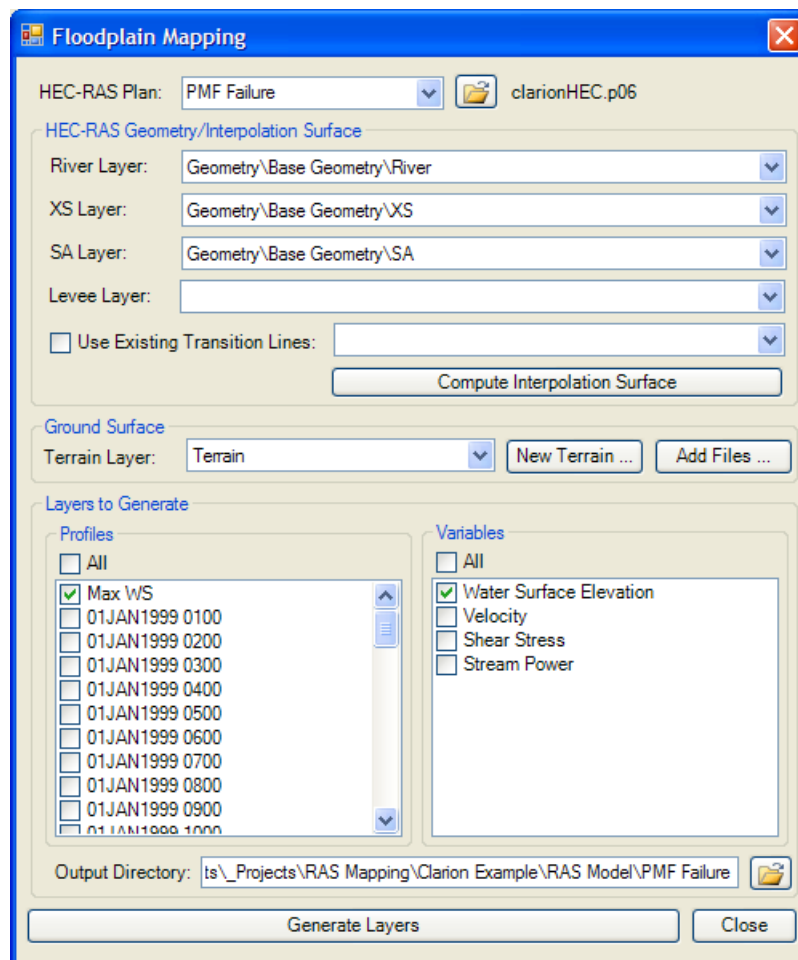 Floodplain Mapping
HEC-RAS Plan: PMF Failure clarionHEC.p06
HEC-RAS Geometry/Interpolation Surface
River Layer: Geometry\Base Geometry\River
XS Layer: Geometry\Base Geometry\XS
SA Layer: Geometry\Base Geometry\SA
Levee Layer:
Use Existing Transition Lines:
Compute Interpolation Surface
Ground Surface
Terrain Layer: Terrain New Terrain ... Add Files ...
Layers to Generate
Profiles
All
Max WS
01JAN1999 0100
01JAN1999 0200
01JAN1999 0300
01JAN1999 0400
01JAN1999 0500
01JAN1999 0600
01JAN1999 0700
01JAN1999 0800
01JAN1999 0900
01JAN1999 1000
Variables
All
Water Surface Elevation
Velocity
Shear Stress
Stream Power
Output Directory: ts\_Projects\RAS Mapping\Clarion Example\RAS Model\PMF Failure
Generate Layers Close